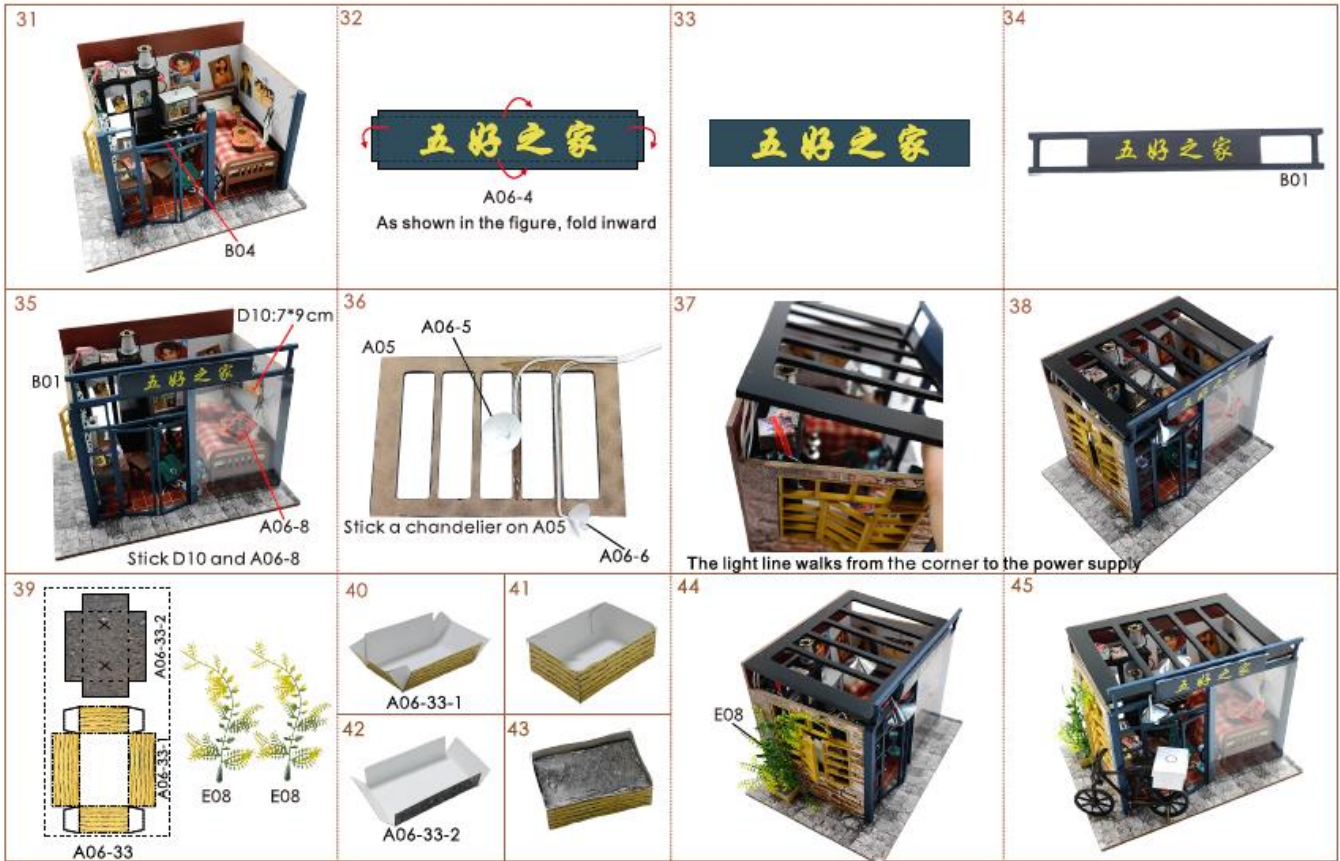 31
B04
32
五好之家
A06-4
As shown in the figure, fold inward
33
五好之家
34
五好之家
B01
35
D10:7*9cm
B01
五好之家
A06-8
Stick D10 and A06-8
36
A06-5
A05
Stick a chandelier on A05
A06-6
37
The light line walks from the corner to the power supply
38
五好之家
39
A06-33-2
A06-33-1
A06-33
E08
E08
40
A06-33-1
41
42
A06-33-2
43
44
E08
45
五好之家